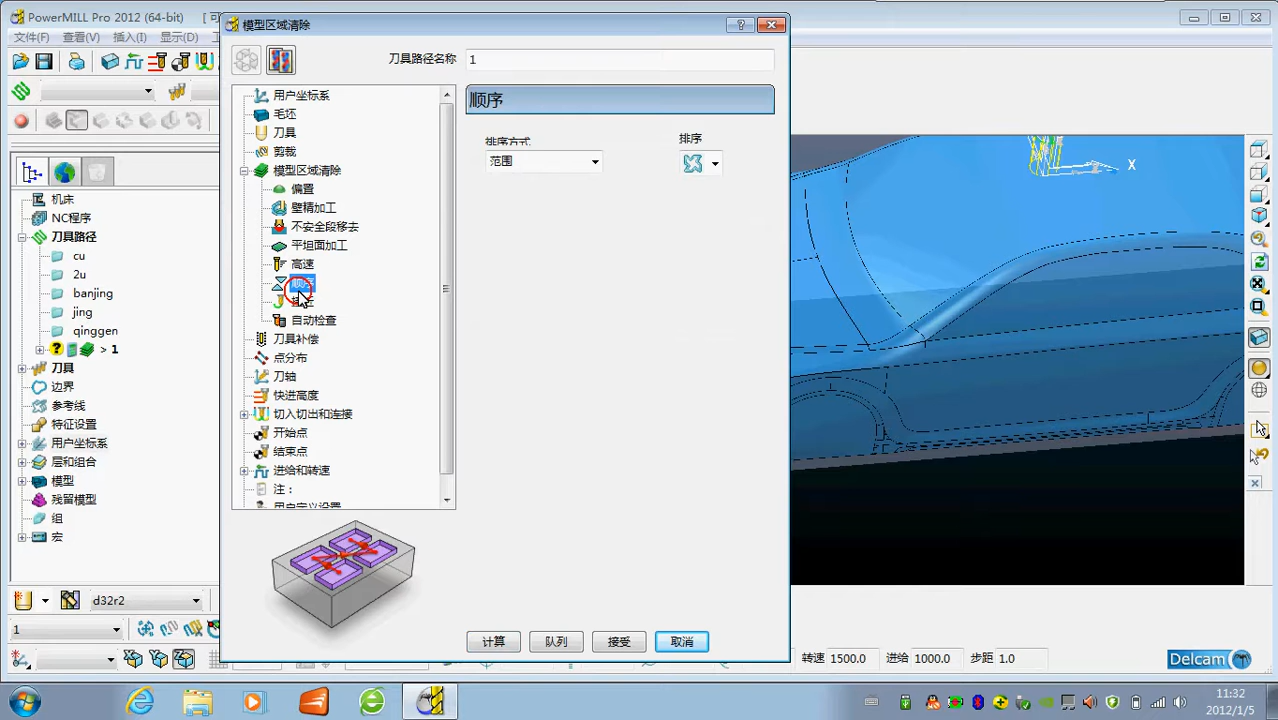 PowerMILL Pro 2012 (64-bit) [可
文件(F) 查看(V) 插入(I) 显示(D)
模型区域清除
刀具路径名称 1
机床
NC程序
刀具路径
cu
2u
banjing
jing
qinggen
> 1
刀具
边界
参考线
特征设置
用户坐标系
层和组合
模型
残留模型
组
宏
用户坐标系
毛坯
刀具
剪裁
模型区域清除
偏置
壁精加工
不安全段移去
平坦面加工
高速
顺序
自动检查
刀具补偿
点分布
刀轴
快进高度
切入切出和连接
开始点
结束点
进给和转速
注：
用户定义设置
顺序
排序方式
范围
排序
计算 队列 接受 取消
X
d32r2
1
转速 1500.0 进给 1000.0 步距 1.0
Delcam
11:32
2012/1/5